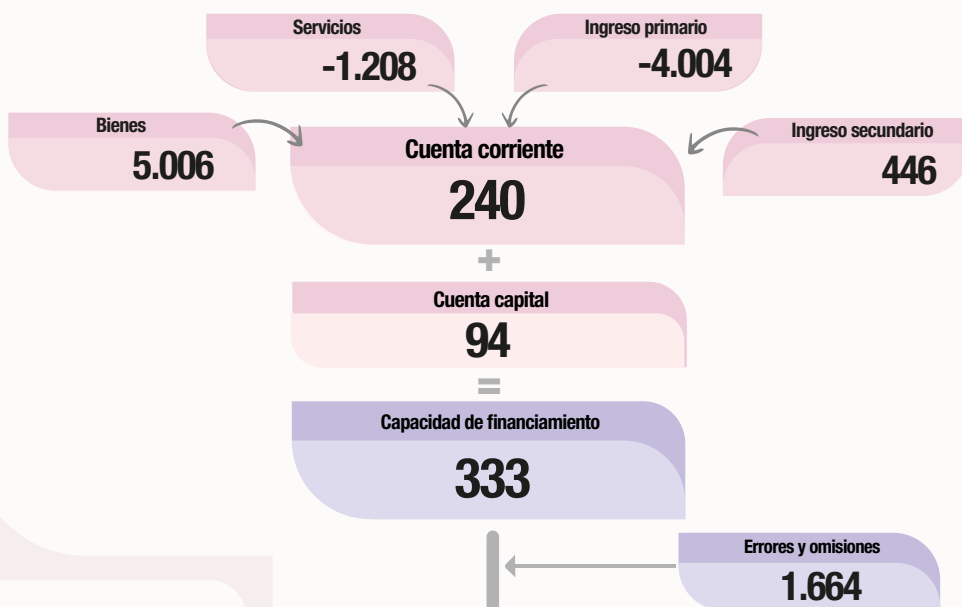 Servicios
-1.208
Ingreso primario
-4.004
Bienes
5.006
Cuenta corriente
240
Ingreso secundario
446
+
Cuenta capital
94
=
Capacidad de financiamiento
333
Errores y omisiones
1.664